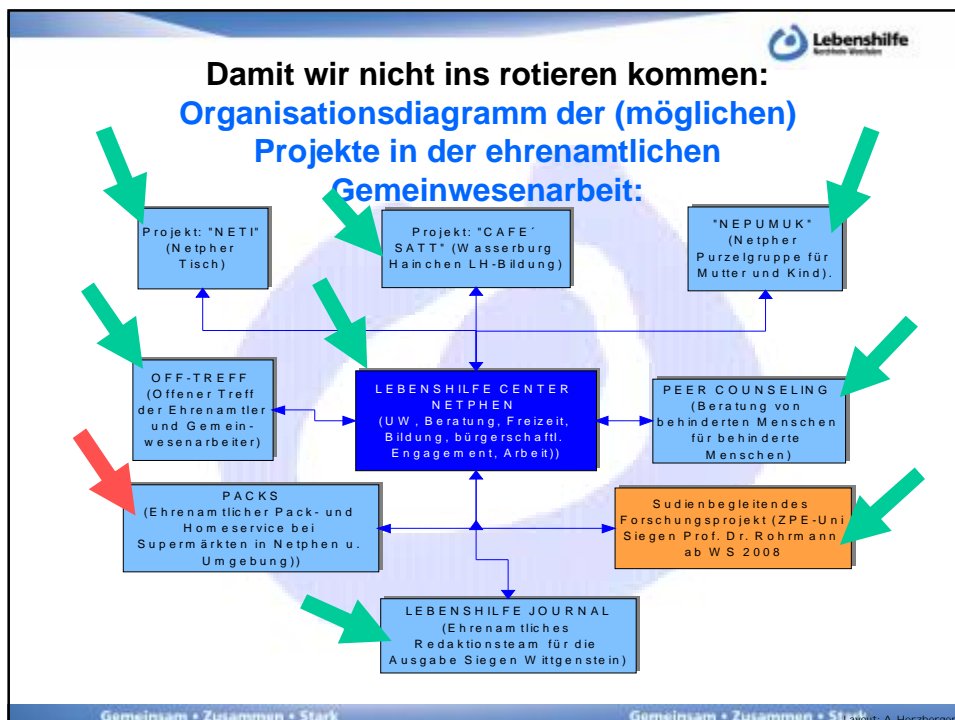 Lebenshilfe
Nordrhein-Westfalen
Damit wir nicht ins rotieren kommen:
Organisationsdiagramm der (möglichen)
Projekte in der ehrenamtlichen
Gemeinwesenarbeit:
Projekt: "NETI"
(Netpher
Tisch)
Projekt: "CAFE´
SATT" (Wasserburg
Hainchen LH-Bildung)
"NEPUMUK"
(Netpher
Purzelgruppe für
Mutter und Kind).
OFF-TREFF
(Offener Treff
der Ehrenamtler
und Gemein-
wesenarbeiter)
LEBENSHILFE CENTER
NETPHEN
(UW, Beratung, Freizeit,
Bildung, bürgerschaftl.
Engagement, Arbeit))
PEER COUNSELING
(Beratung von
behinderten Menschen
für behinderte
Menschen)
PACKS
(Ehrenamtlicher Pack- und
Homeservice bei
Supermärkten in Netphen u.
Umgebung))
Sudienbegleitendes
Forschungsprojekt (ZPE-Uni
Siegen Prof. Dr. Rohrmann
ab WS 2008
LEBENSHILFE JOURNAL
(Ehrenamtliches
Redaktionsteam für die
Ausgabe Siegen Wittgenstein)
Gemeinsam • Zusammen • Stark
Gemeinsam • Zusammen • Stark
Layout: A. Herzberger